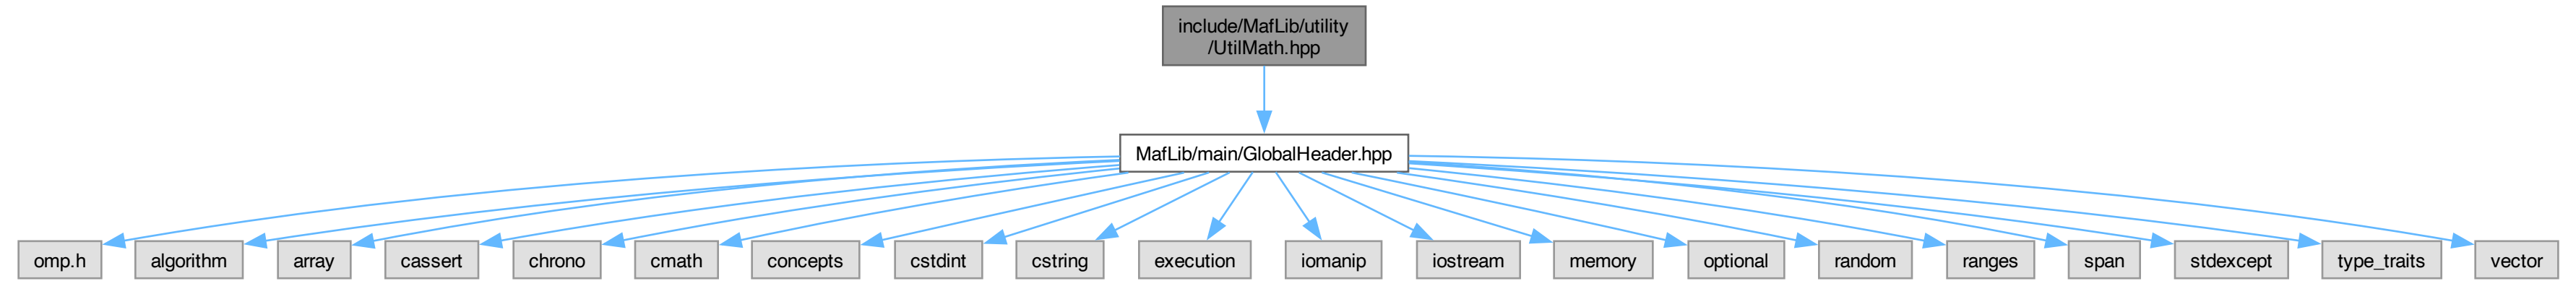 include/MafLib/utility
/UtilMath.hpp
MafLib/main/GlobalHeader.hpp
omp.h
algorithm
array
cassert
chrono
cmath
concepts
cstdint
cstring
execution
iomanip
iostream
memory
optional
random
ranges
span
stdexcept
type_traits
vector